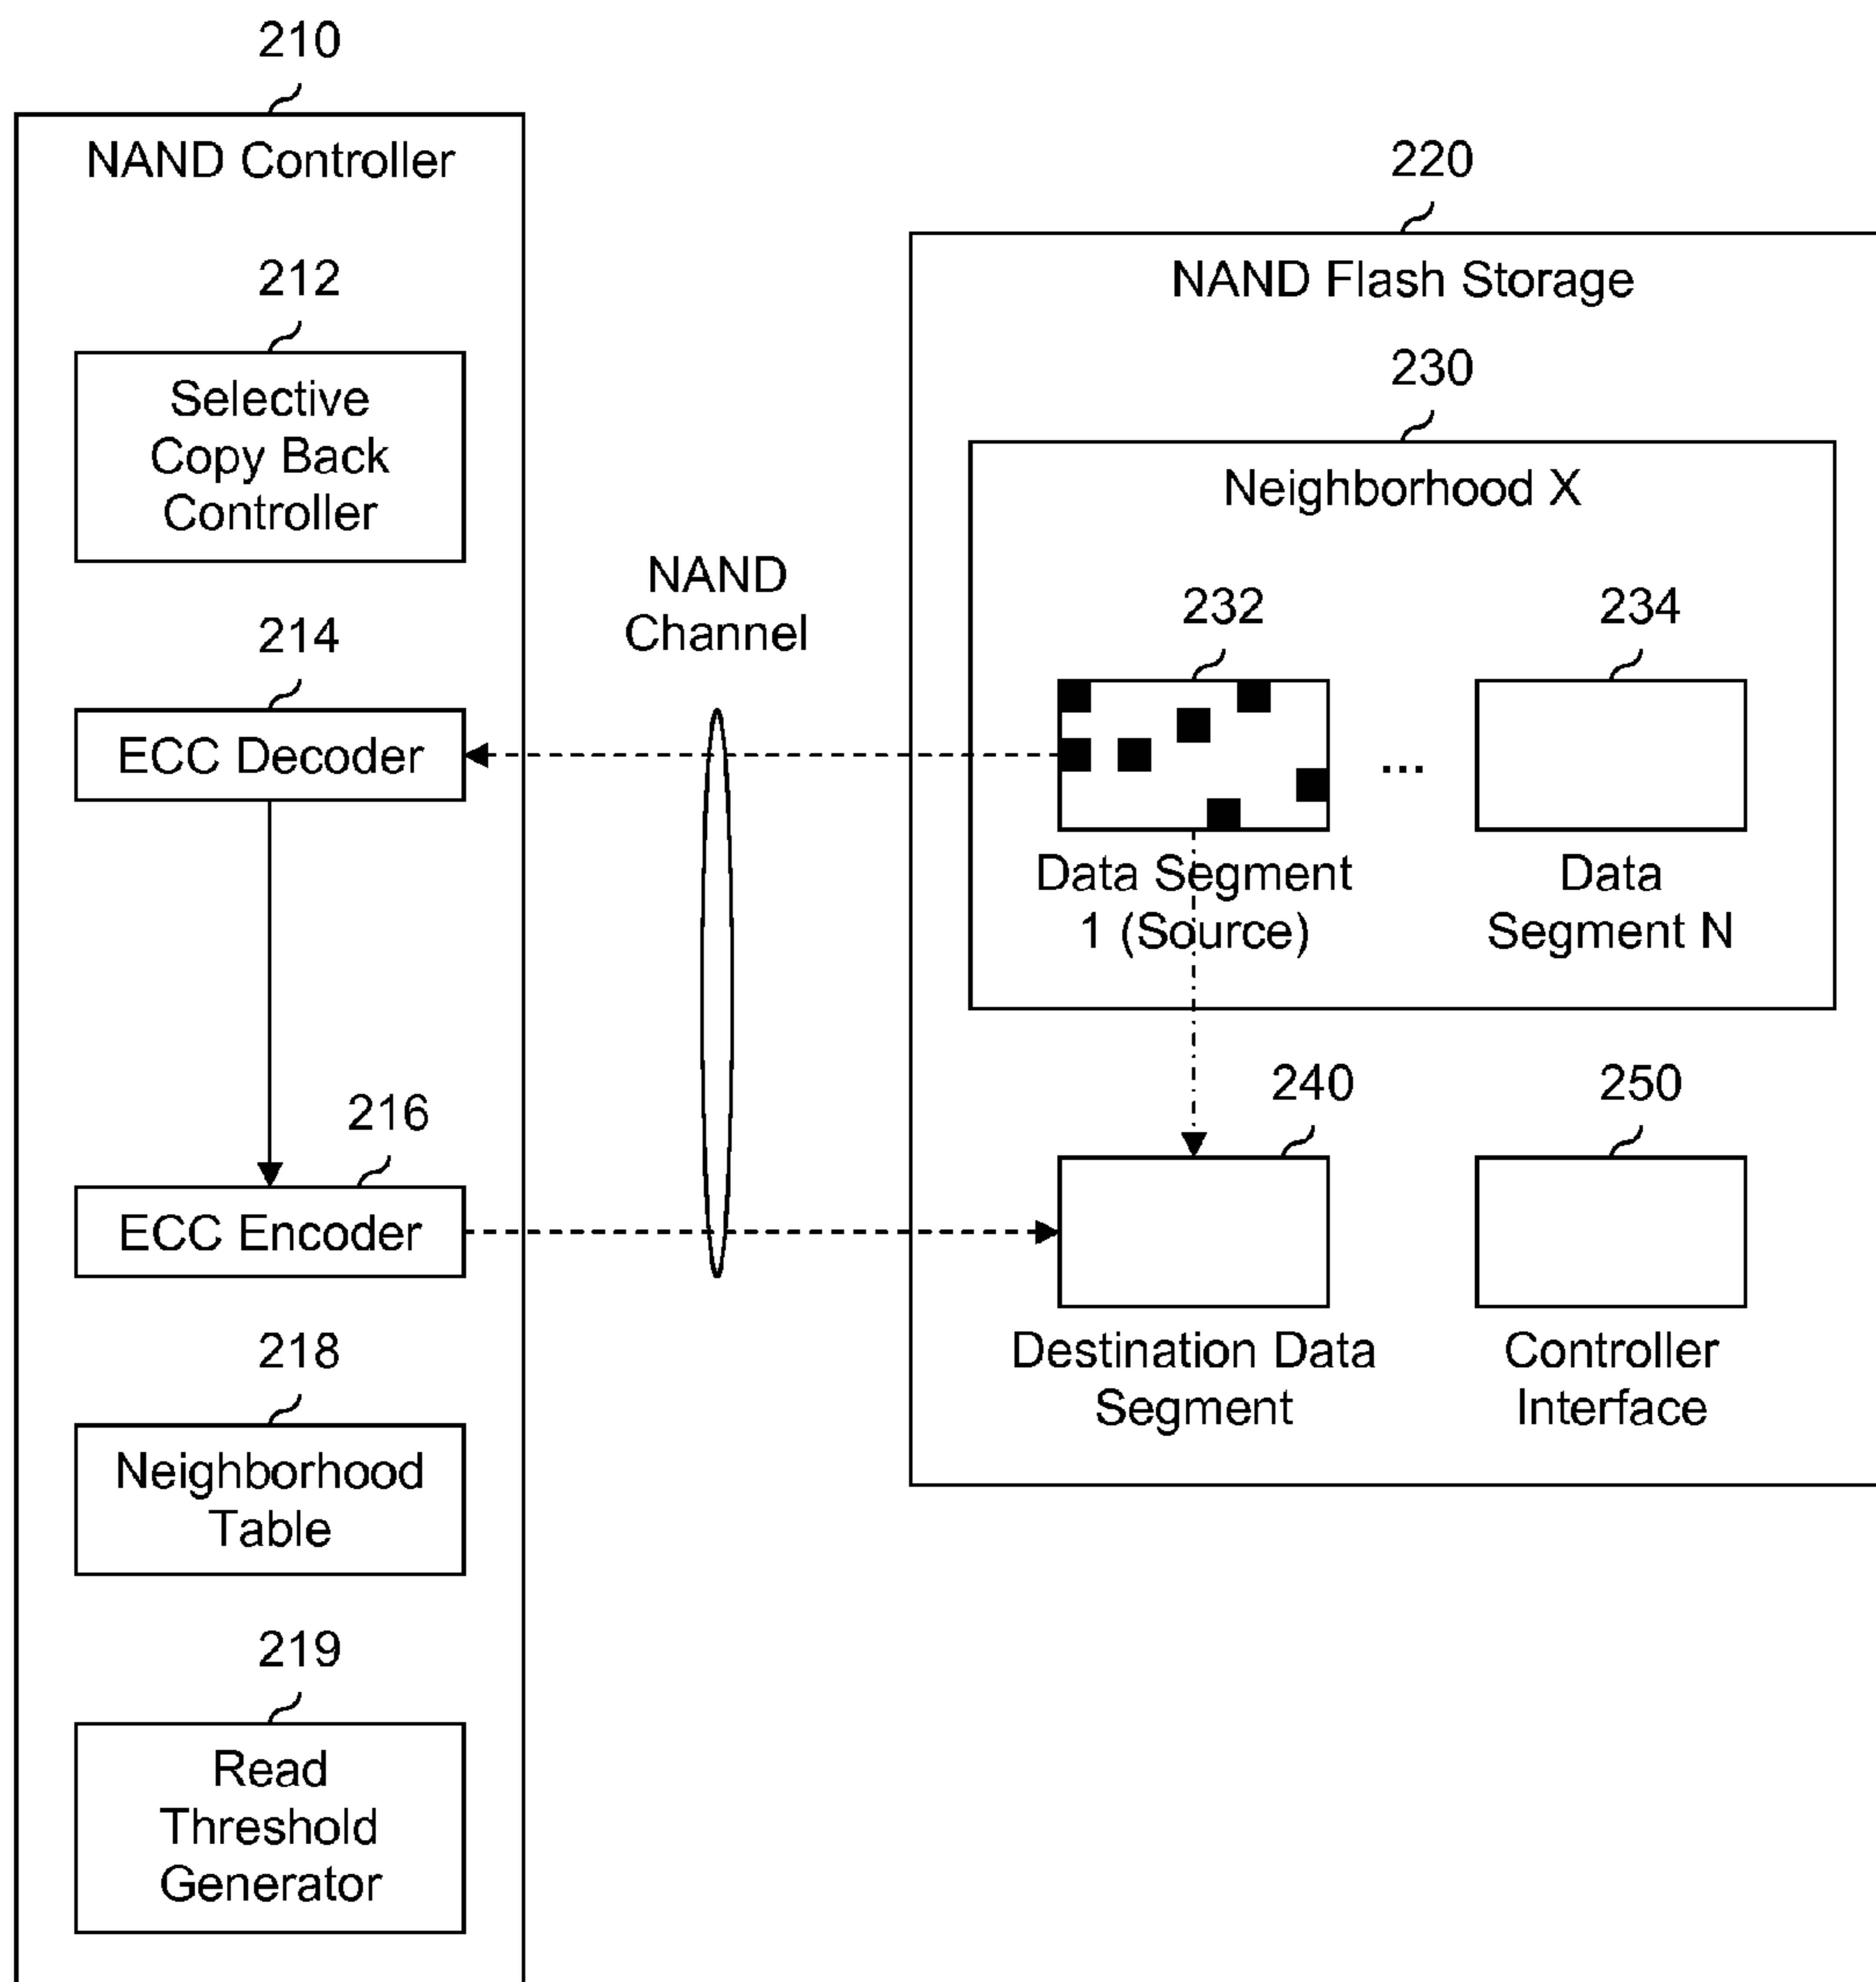 210
NAND Controller
212
Selective
Copy Back
Controller
214
ECC Decoder
216
ECC Encoder
218
Neighborhood
Table
219
Read
Threshold
Generator
NAND
Channel
220
NAND Flash Storage
230
Neighborhood X
232
234
...
Data Segment
1 (Source)
Data
Segment N
240
250
Destination Data
Segment
Controller
Interface